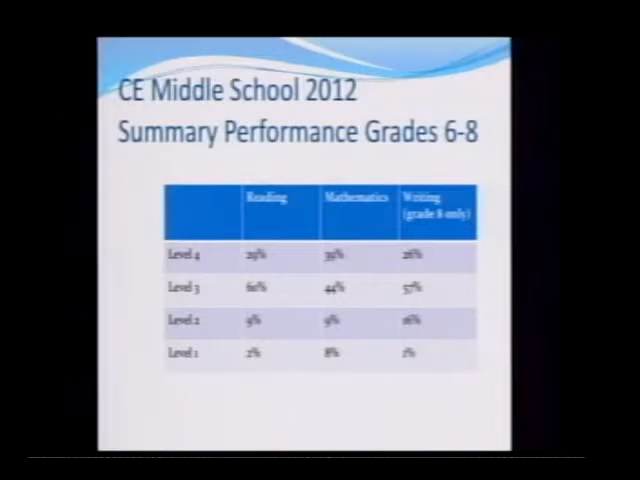 CE Middle School 2012
Summary Performance Grades 6-8
Reading Mathematics Writing
(grade 8 only)
Level 4 29% 39% 26%
Level 3 60% 44% 57%
Level 2 9% 9% 16%
Level 1 2% 8% 1%